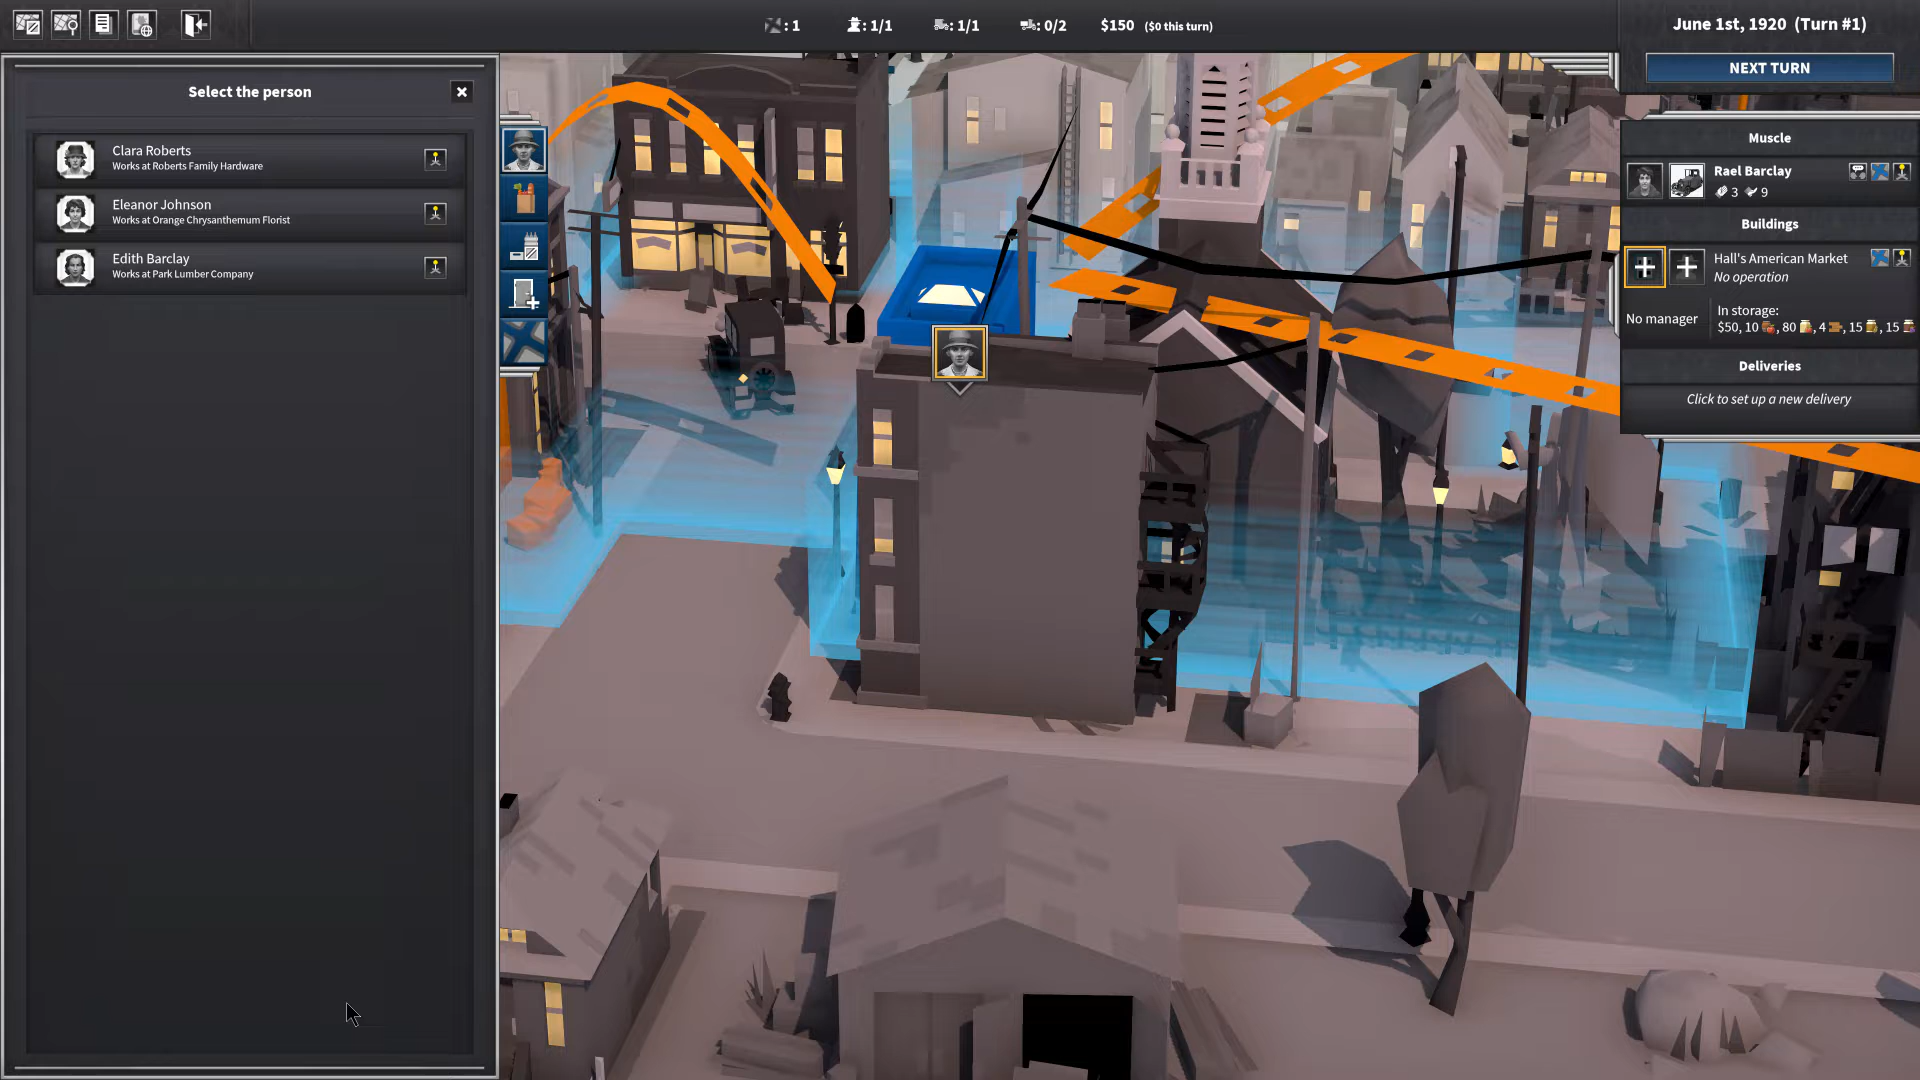 : 1
: 1/1
: 1/1
: 0/2
$150 ($0 this turn)
June 1st, 1920 (Turn #1)
NEXT TURN
Select the person
Clara Roberts
Works at Roberts Family Hardware
Eleanor Johnson
Works at Orange Chrysanthemum Florist
Edith Barclay
Works at Park Lumber Company
Muscle
Rael Barclay
3 9
Buildings
Hall's American Market
No operation
No manager
In storage:
$50, 10 , 80 , 4 , 15 , 15
Deliveries
Click to set up a new delivery